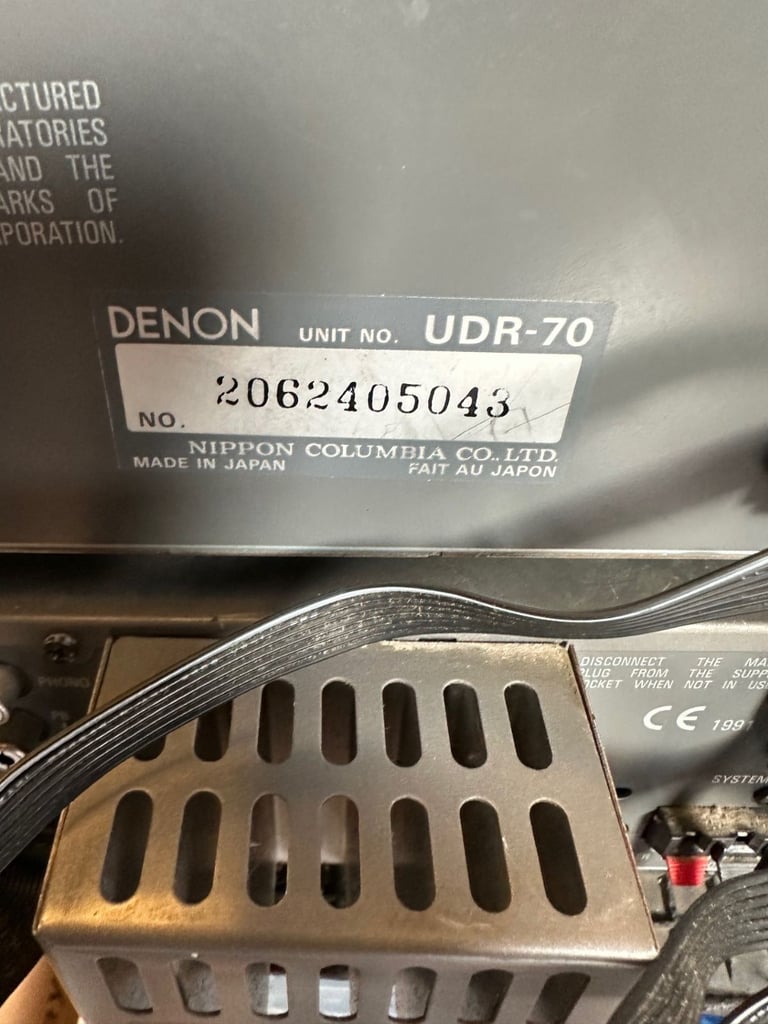 CTURED
RATORIES
AND THE
ARKS OF
PORATION.
DENON UNIT NO. UDR-70
NO. 2062405043
NIPPON COLUMBIA CO., LTD.
MADE IN JAPAN FAIT AU JAPON
DISCONNECT THE MA
PLUG FROM THE SUPP
CKET WHEN NOT IN US
PHONO
CE 1991
SYSTEM